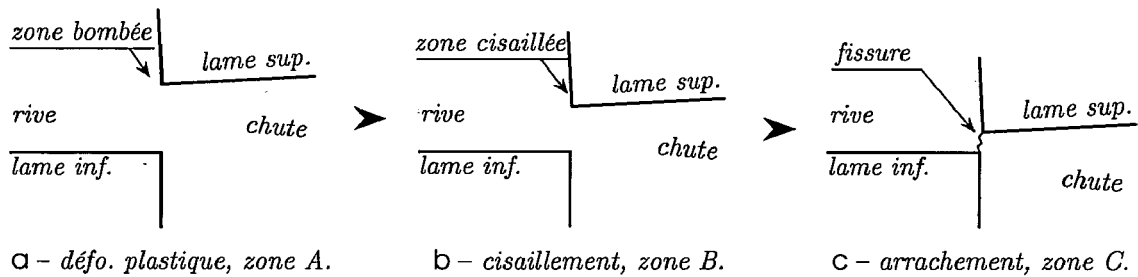 zone bombée
lame sup.
rive
chute
lame inf.
a – défo. plastique, zone A.
zone cisaillée
lame sup.
rive
chute
lame inf.
b – cisaillement, zone B.
fissure
lame sup.
rive
lame inf.
chute
c – arrachement, zone C.